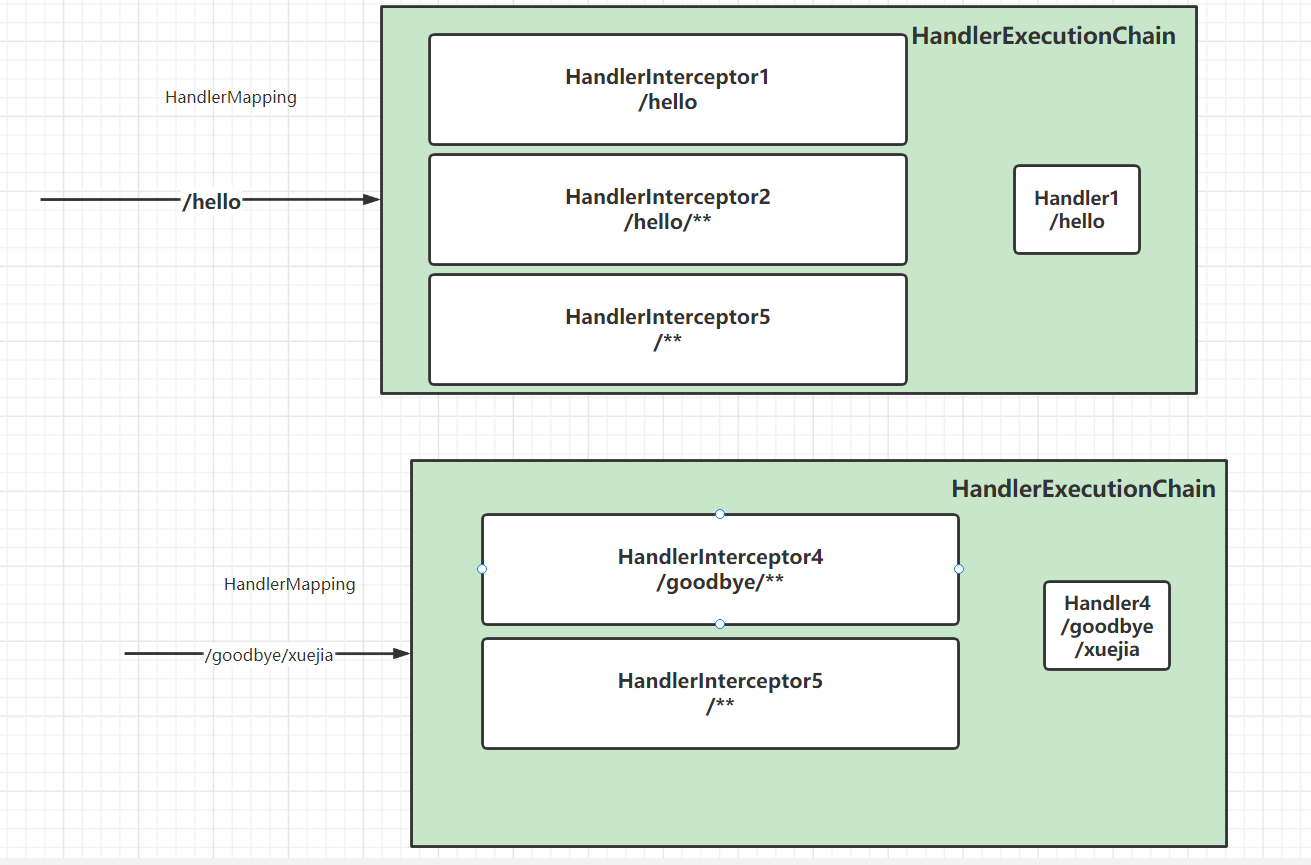 HandlerExecutionChain
HandlerInterceptor1
/hello
HandlerMapping
HandlerInterceptor2
/hello/**
/hello
Handler1
/hello
HandlerInterceptor5
/**
HandlerExecutionChain
HandlerInterceptor4
/goodbye/**
HandlerMapping
Handler4
/goodbye
/xuejia
/goodbye/xuejia
HandlerInterceptor5
/**